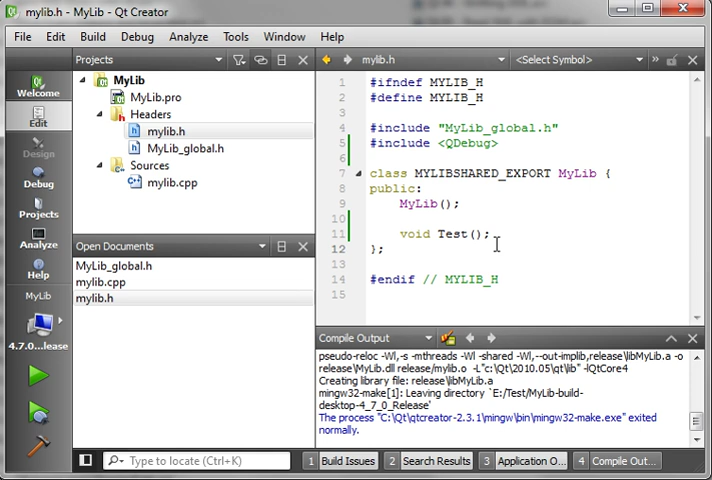 mylib.h - MyLib - Qt Creator
File Edit Build Debug Analyze Tools Window Help
Projects
mylib.h
<Select Symbol>
Welcome
Edit
Design
Debug
Projects
Analyze
Help
MyLib
4.7.0...lease
MyLib
MyLib.pro
Headers
mylib.h
MyLib_global.h
Sources
mylib.cpp
Open Documents
MyLib_global.h
mylib.cpp
mylib.h
1 #ifndef MYLIB_H
2 #define MYLIB_H
3
4 #include "MyLib_global.h"
5 #include <QDebug>
6
7 class MYLIBSHARED_EXPORT MyLib {
8 public:
9 MyLib();
10
11 void Test();
12 };
13
14 #endif // MYLIB_H
15
Compile Output
pseudo-reloc -Wl,-s -mthreads -Wl -shared -Wl,--out-implib,release\libMyLib.a -o
release\MyLib.dll release/mylib.o -L"c:\Qt\2010.05\qt\lib" -lQtCore4
Creating library file: release\libMyLib.a
mingw32-make[1]: Leaving directory `E:/Test/MyLib-build-
desktop-4_7_0_Release'
The process "C:\Qt\qtcreator-2.3.1\mingw\bin\mingw32-make.exe" exited
normally.
Type to locate (Ctrl+K)
1 Build Issues
2 Search Results
3 Application O...
4 Compile Out...